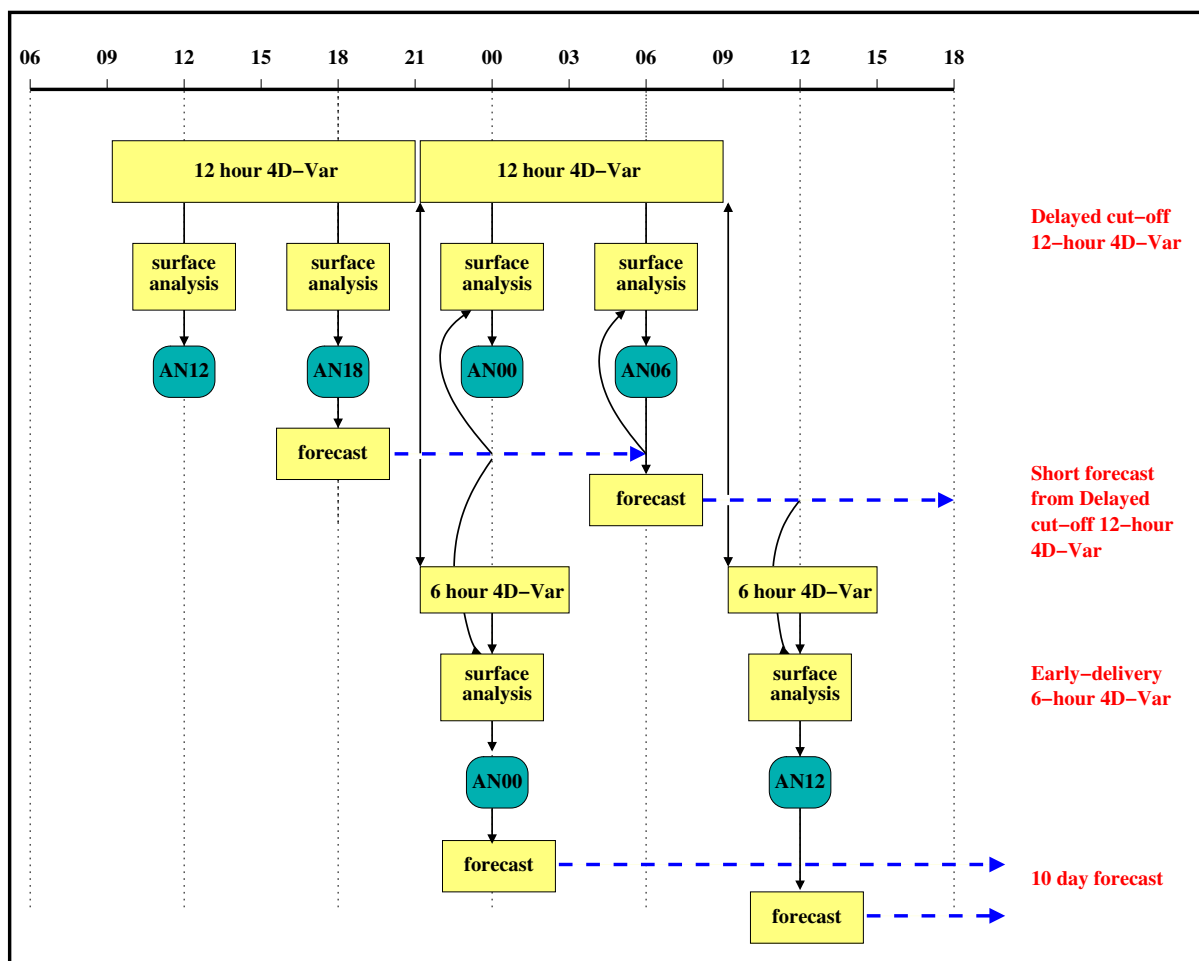 06 12 15 18 21 00 03 06 09 12 15 18
12 hour 4D−Var
12 hour 4D−Var
Delayed cut−off
12−hour 4D−Var
surface
analysis
surface
analysis
surface
analysis
surface
analysis
AN12
AN18
AN00
AN06
forecast
forecast
Short forecast
from Delayed
cut−off 12−hour
4D−Var
6 hour 4D−Var
6 hour 4D−Var
surface
analysis
surface
analysis
Early−delivery
6−hour 4D−Var
AN00
AN12
forecast
10 day forecast
forecast